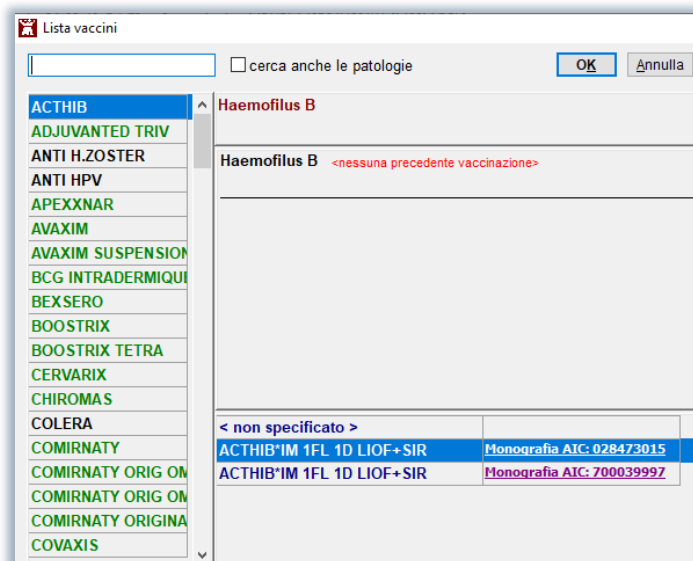 Lista vaccini
cerca anche le patologie
OK
Annulla
ACTHIB
ADJUVANTED TRIV
ANTI H.ZOSTER
ANTI HPV
APEXXNAR
AVAXIM
AVAXIM SUSPENSION
BCG INTRADERMIQUE
BEXSERO
BOOSTRIX
BOOSTRIX TETRA
CERVARIX
CHIROMAS
COLERA
COMIRNATY
COMIRNATY ORIG OM
COMIRNATY ORIG OM
COMIRNATY ORIGINA
COVAXIS
Haemofilus B
Haemofilus B <nessuna precedente vaccinazione>
< non specificato >
ACTHIB*IM 1FL 1D LIOF+SIR Monografia AIC: 028473015
ACTHIB*IM 1FL 1D LIOF+SIR Monografia AIC: 700039997